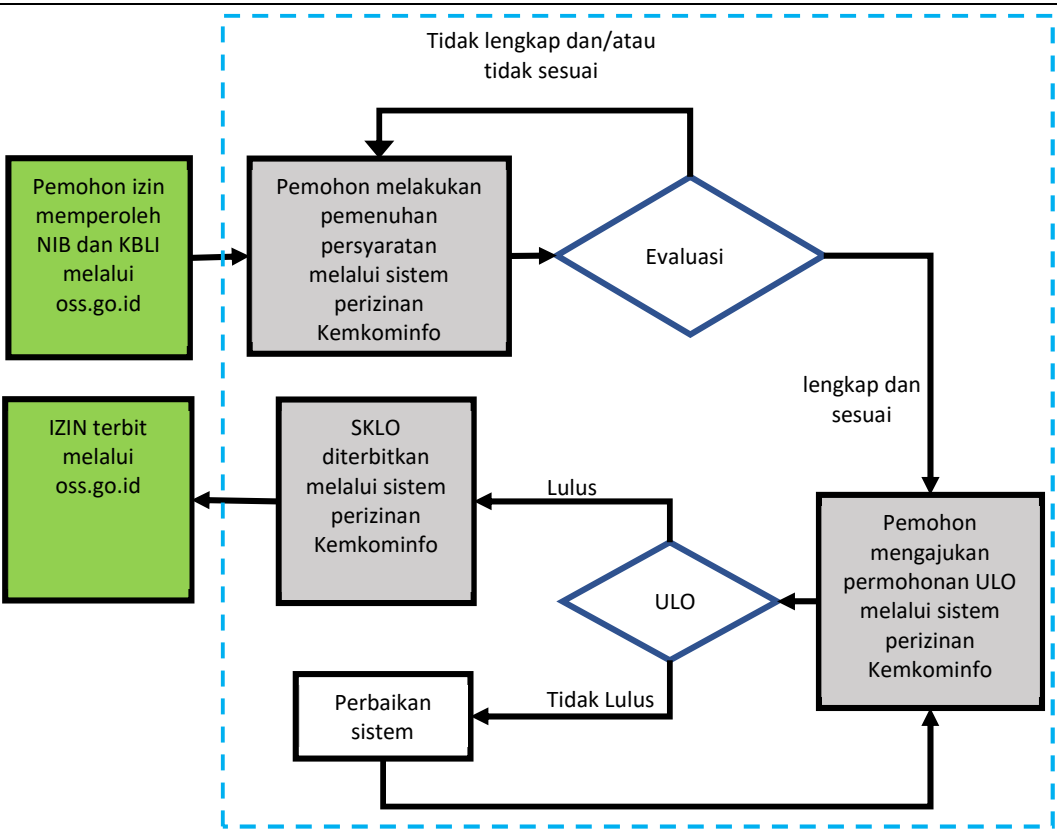 Tidak lengkap dan/atau
tidak sesuai
Pemohon izin
memperoleh
NIB dan KBLI
melalui
oss.go.id
Pemohon melakukan
pemenuhan
persyaratan
melalui sistem
perizinan
Kemkominfo
Evaluasi
lengkap dan
sesuai
Pemohon
mengajukan
permohonan ULO
melalui sistem
perizinan
Kemkominfo
ULO
Lulus
SKLO
diterbitkan
melalui sistem
perizinan
Kemkominfo
IZIN terbit
melalui
oss.go.id
Tidak Lulus
Perbaikan
sistem